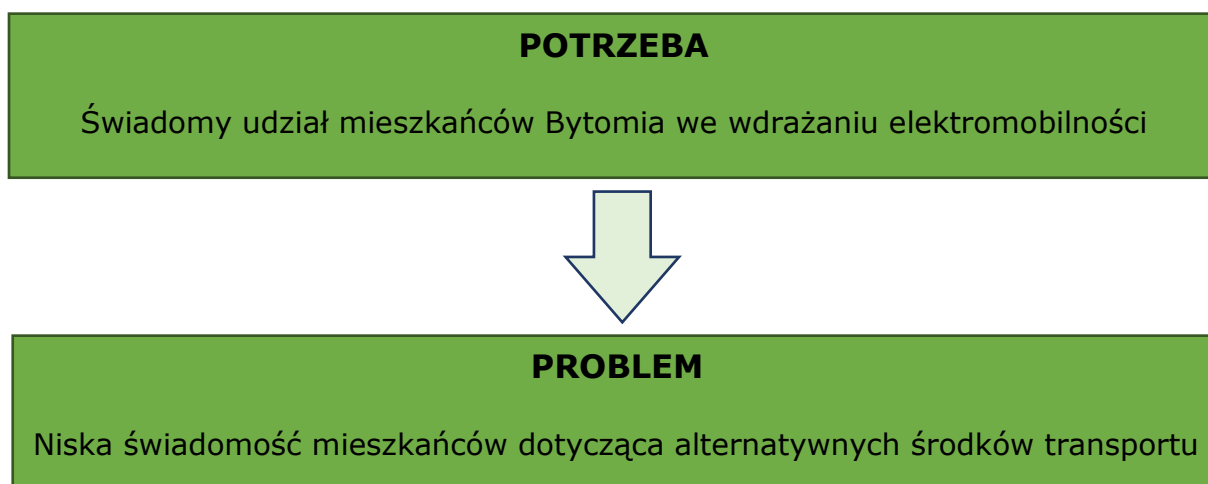 POTRZEBA
Świadomy udział mieszkańców Bytomia we wdrażaniu elektromobilności
PROBLEM
Niska świadomość mieszkańców dotycząca alternatywnych środków transportu